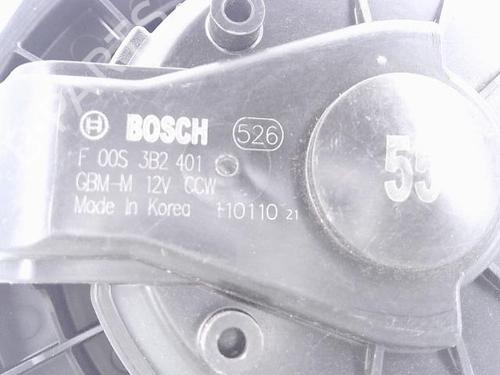 BOSCH 526
F 00S 3B2 401
GBM-M 12V CCW
Made in Korea H10110 21
55